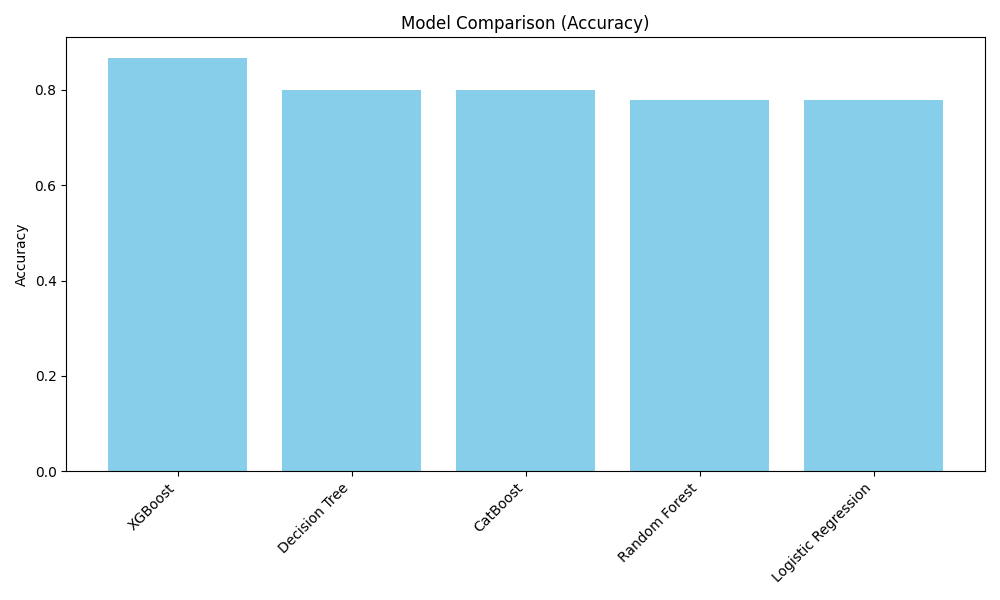 Model Comparison (Accuracy)
Accuracy
0.8
0.6
0.4
0.2
0.0
XGBoost
Decision Tree
CatBoost
Random Forest
Logistic Regression